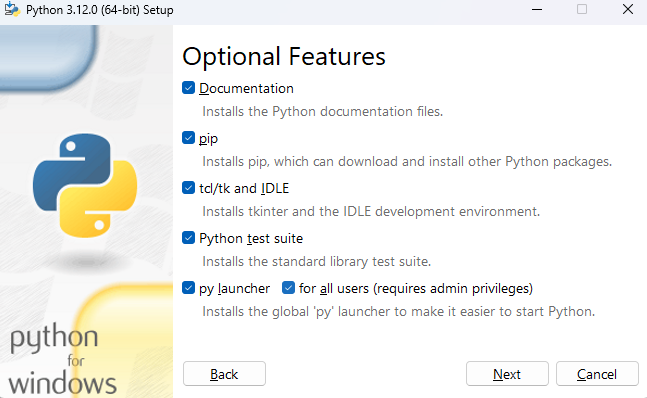 Python 3.12.0 (64-bit) Setup
Optional Features
Documentation
Installs the Python documentation files.
pip
Installs pip, which can download and install other Python packages.
tcl/tk and IDLE
Installs tkinter and the IDLE development environment.
Python test suite
Installs the standard library test suite.
py launcher for all users (requires admin privileges)
Installs the global 'py' launcher to make it easier to start Python.
python
for
windows
Back Next Cancel